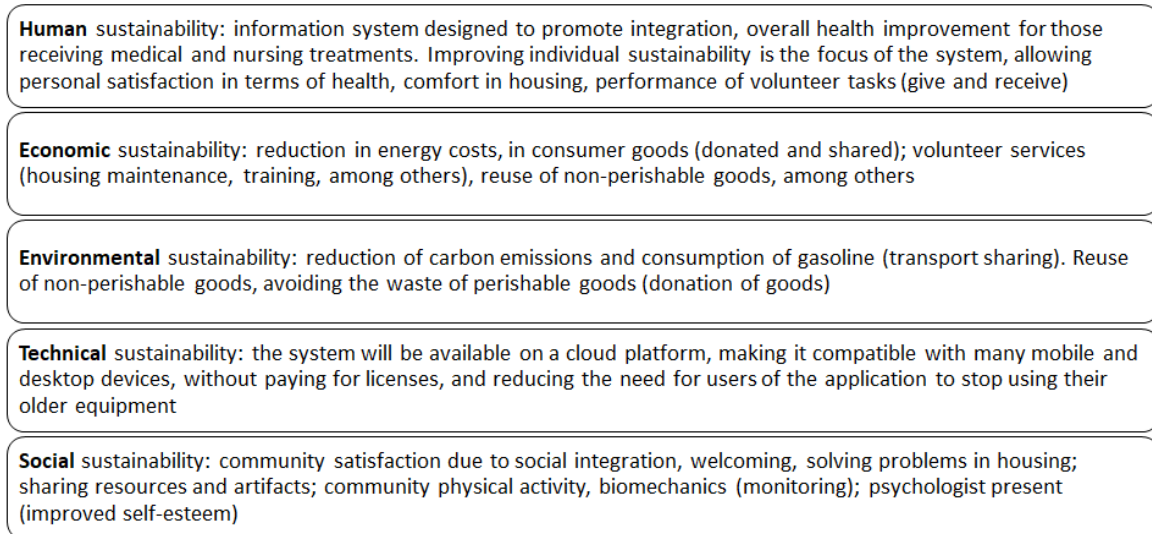 Human sustainability: information system designed to promote integration, overall health improvement for those
receiving medical and nursing treatments. Improving individual sustainability is the focus of the system, allowing
personal satisfaction in terms of health, comfort in housing, performance of volunteer tasks (give and receive)
Economic sustainability: reduction in energy costs, in consumer goods (donated and shared); volunteer services
(housing maintenance, training, among others), reuse of non-perishable goods, among others
Environmental sustainability: reduction of carbon emissions and consumption of gasoline (transport sharing). Reuse
of non-perishable goods, avoiding the waste of perishable goods (donation of goods)
Technical sustainability: the system will be available on a cloud platform, making it compatible with many mobile and
desktop devices, without paying for licenses, and reducing the need for users of the application to stop using their
older equipment
Social sustainability: community satisfaction due to social integration, welcoming, solving problems in housing;
sharing resources and artifacts; community physical activity, biomechanics (monitoring); psychologist present
(improved self-esteem)